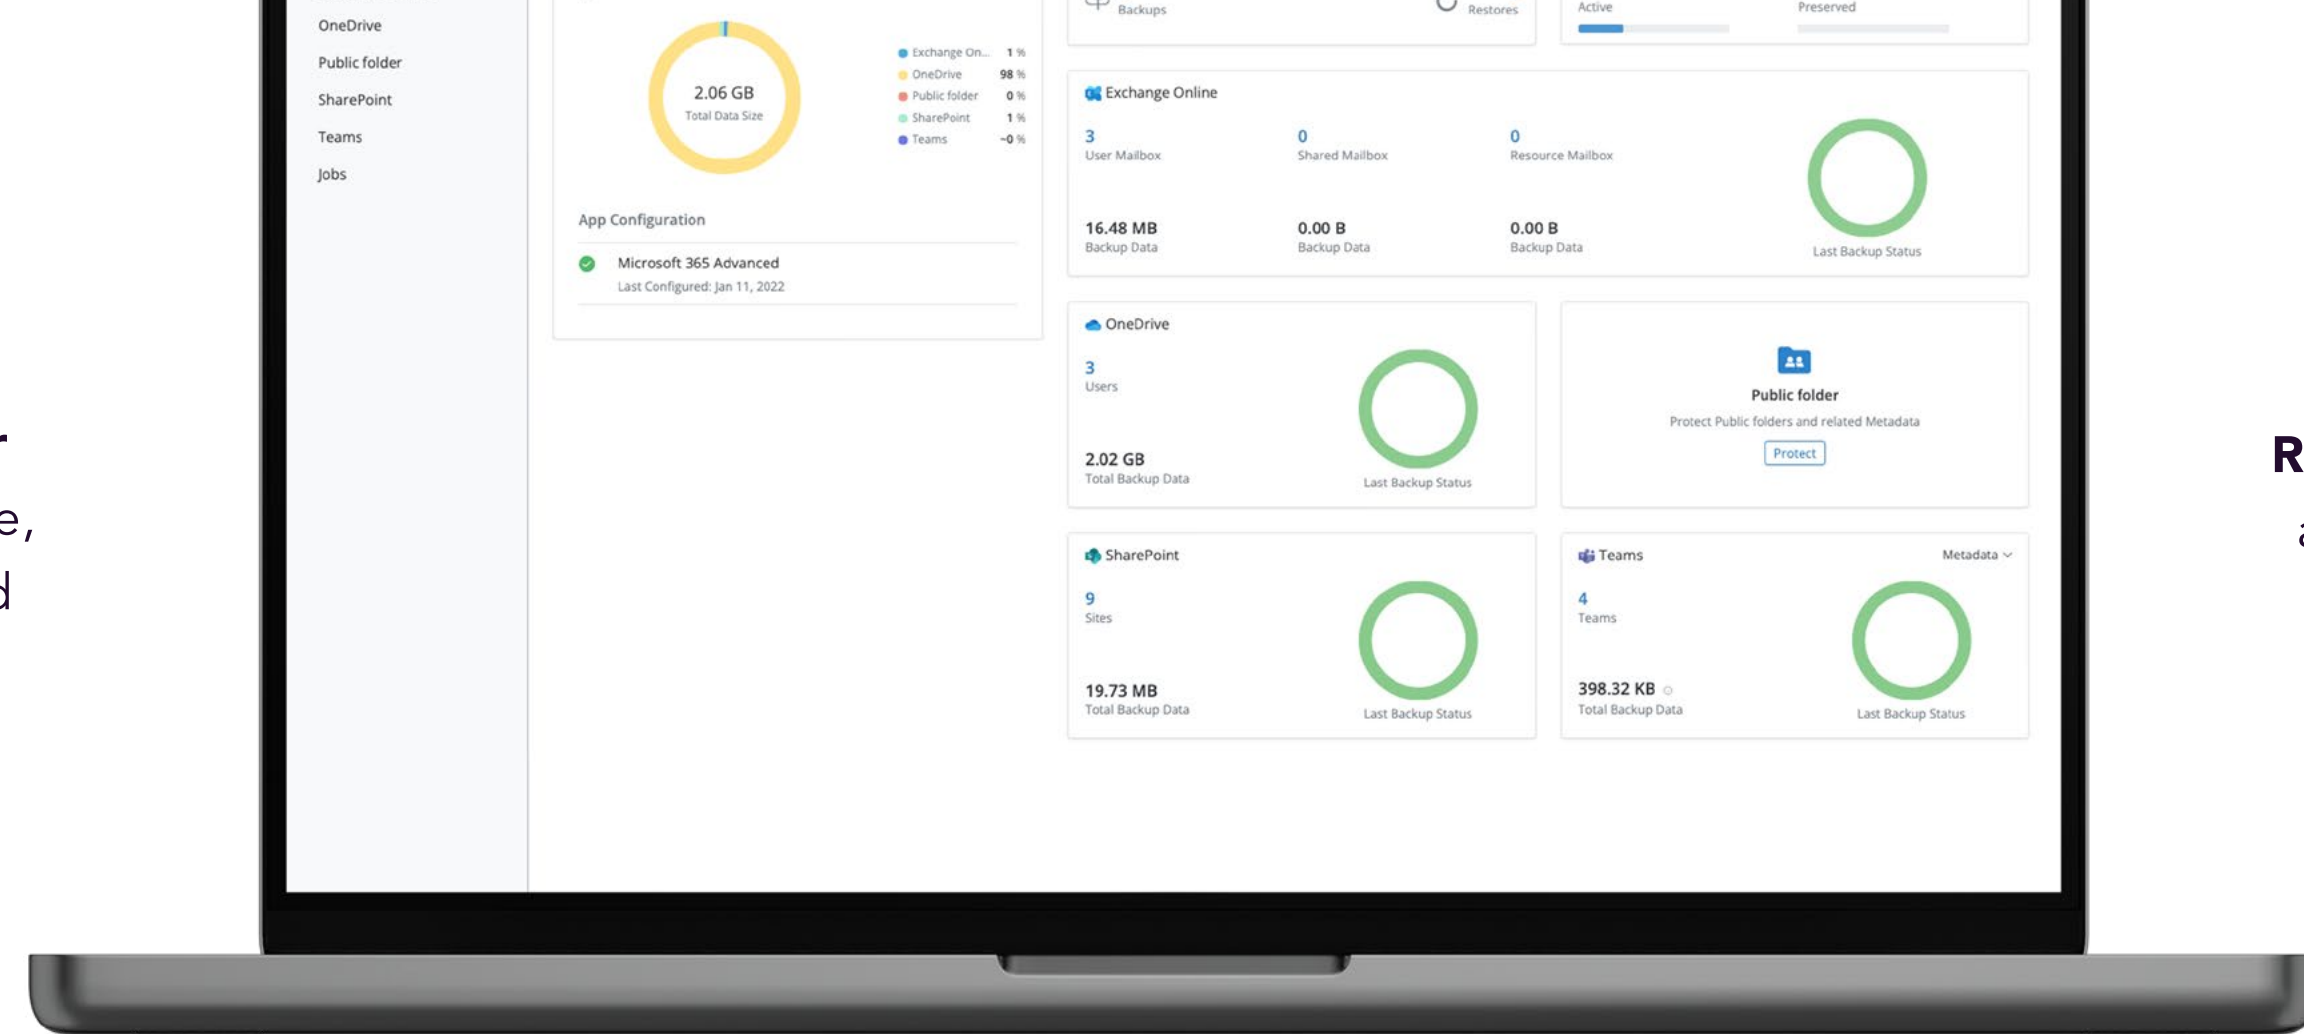 OneDrive
Public folder
SharePoint
Teams
Jobs
2.06 GB
Total Data Size
Exchange On... 1 %
OneDrive 98 %
Public folder 0 %
SharePoint 1 %
Teams ~0 %
App Configuration
Microsoft 365 Advanced
Last Configured: Jan 11, 2022
Backups
Restores
Active
Preserved
Exchange Online
3
User Mailbox
0
Shared Mailbox
0
Resource Mailbox
16.48 MB
Backup Data
0.00 B
Backup Data
0.00 B
Backup Data
Last Backup Status
OneDrive
3
Users
2.02 GB
Total Backup Data
Last Backup Status
Public folder
Protect Public folders and related Metadata
Protect
SharePoint
9
Sites
19.73 MB
Total Backup Data
Last Backup Status
Teams
Metadata
4
Teams
398.32 KB
Total Backup Data
Last Backup Status